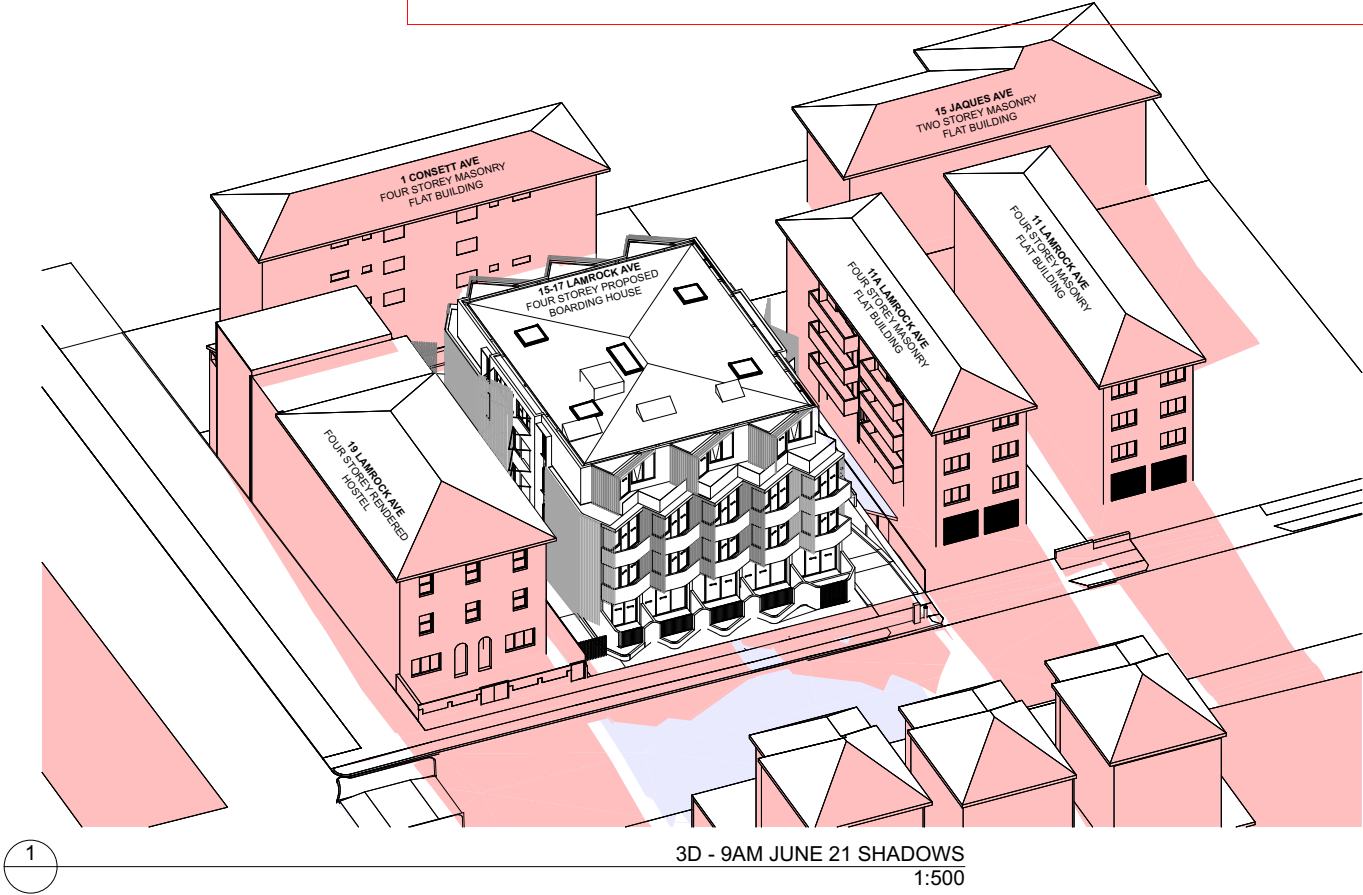 15 JAQUES AVE
TWO STOREY MASONRY
FLAT BUILDING
1 CONSETT AVE
FOUR STOREY MASONRY
FLAT BUILDING
11 LAMROCK AVE
FOUR STOREY MASONRY
FLAT BUILDING
15-17 LAMROCK AVE
FOUR STOREY PROPOSED
BOARDING HOUSE
11A LAMROCK AVE
FOUR STOREY MASONRY
FLAT BUILDING
19 LAMROCK AVE
FOUR STOREY RENDERED
HOSTEL
1
3D - 9AM JUNE 21 SHADOWS
1:500